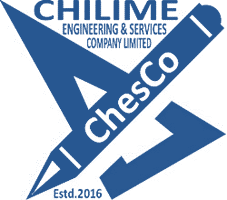 CHILIME
ENGINEERING & SERVICES
COMPANY LIMITED
ChesCo
Estd.2016